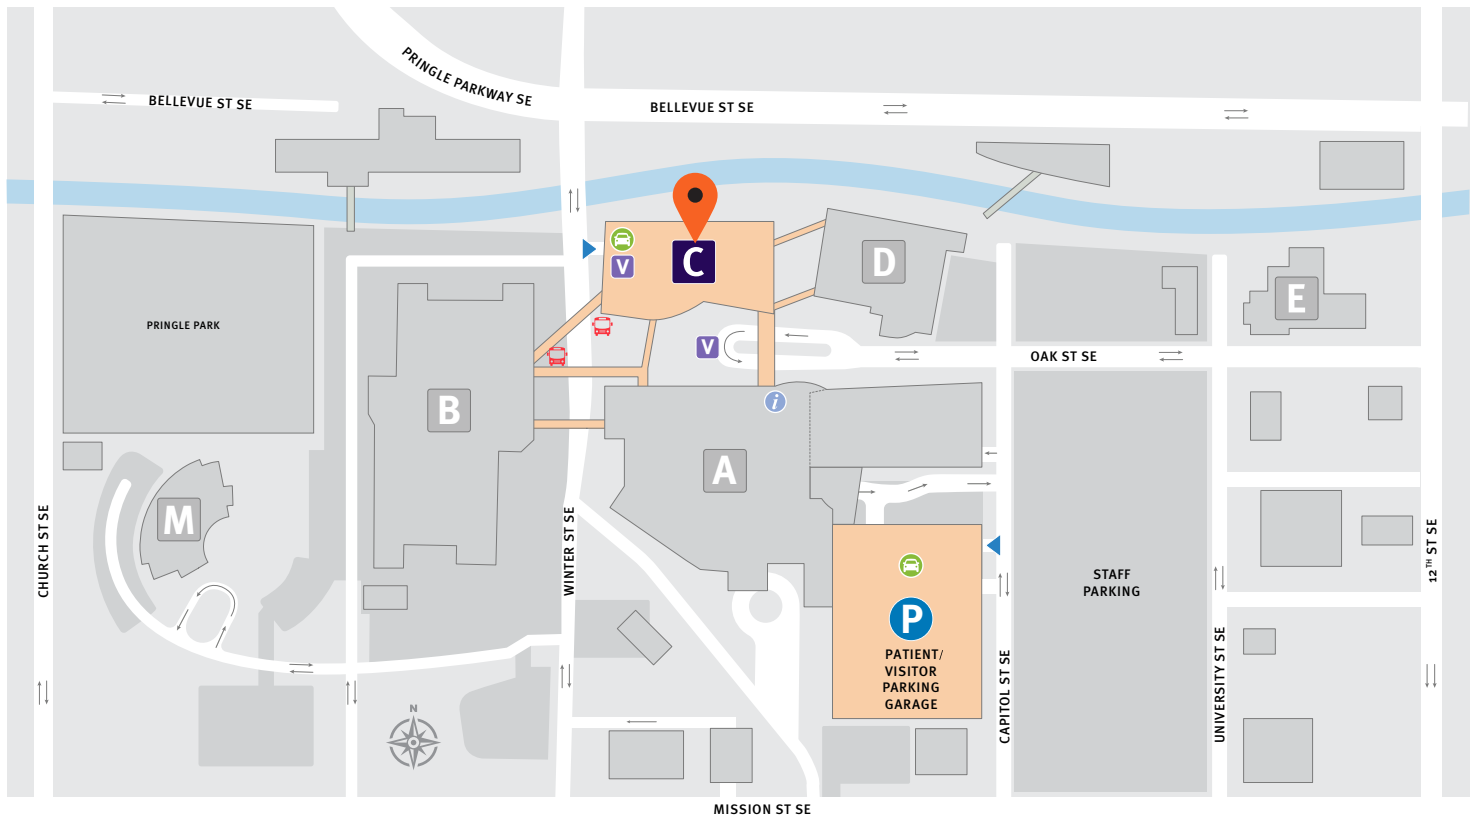 PRINGLE PARKWAY SE
BELLEVUE ST SE
BELLEVUE ST SE
C
V
D
E
PRINGLE PARK
V
OAK ST SE
i
B
A
M
CHURCH ST SE
WINTER ST SE
12TH ST SE
STAFF
PARKING
P
PATIENT/
VISITOR
PARKING
GARAGE
CAPITOL ST SE
UNIVERSITY ST SE
N
MISSION ST SE